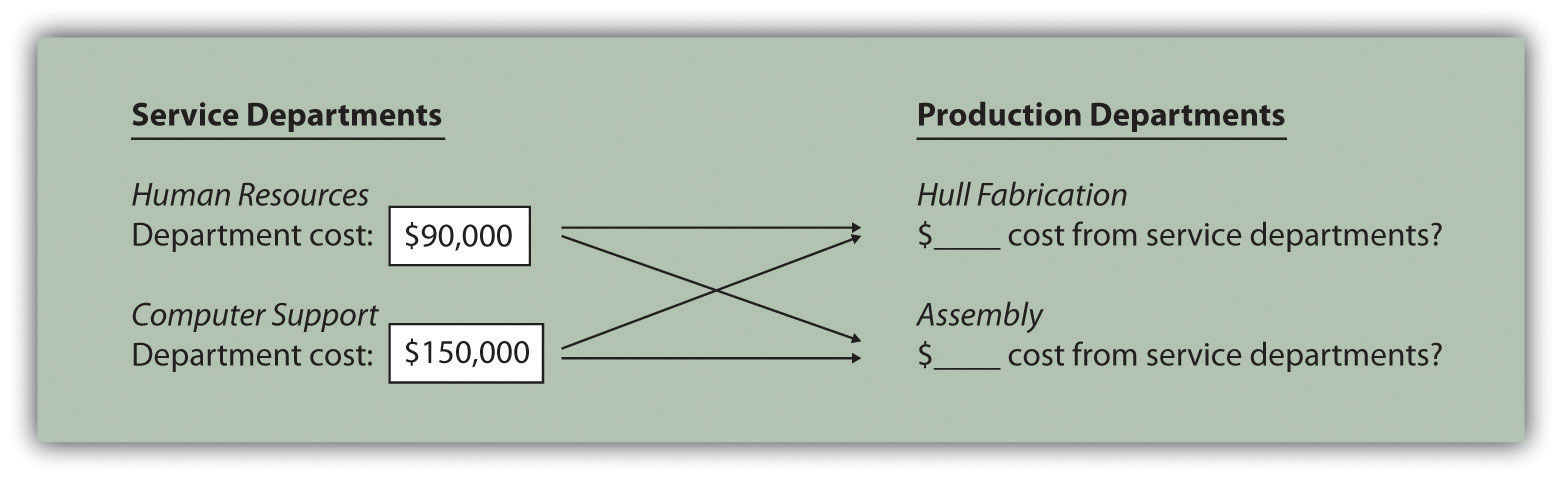 Service Departments
Human Resources
Department cost: $90,000
Computer Support
Department cost: $150,000
Production Departments
Hull Fabrication
$____ cost from service departments?
Assembly
$____ cost from service departments?